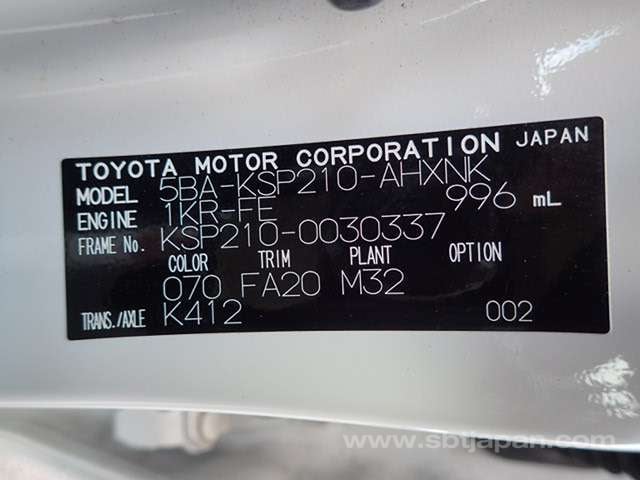 TOYOTA MOTOR CORPORATION JAPAN
MODEL 5BA-KSP210-AHXNK
ENGINE 1KR-FE 996 mL
FRAME No. KSP210-0030337
COLOR TRIM PLANT OPTION
070 FA20 M32
TRANS./AXLE K412 002
www.sbtjapan.com